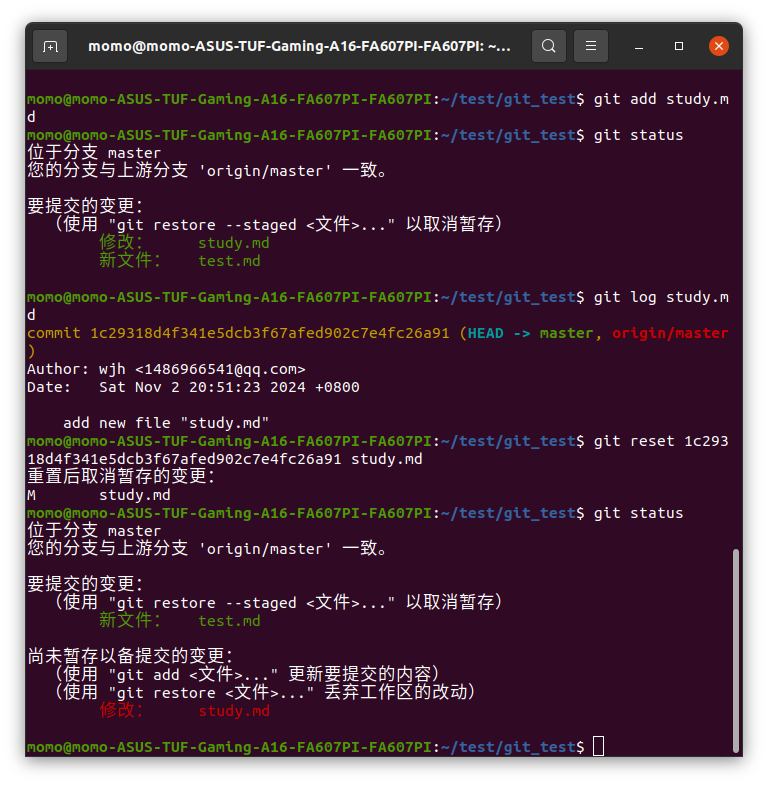 momo@momo-ASUS-TUF-Gaming-A16-FA607PI-FA607PI: ~...
momo@momo-ASUS-TUF-Gaming-A16-FA607PI-FA607PI:~/test/git_test$ git add study.m
d
momo@momo-ASUS-TUF-Gaming-A16-FA607PI-FA607PI:~/test/git_test$ git status
位于分支 master
您的分支与上游分支 'origin/master' 一致。
要提交的变更：
（使用 "git restore --staged <文件>..." 以取消暂存）
修改： study.md
新文件： test.md
momo@momo-ASUS-TUF-Gaming-A16-FA607PI-FA607PI:~/test/git_test$ git log study.m
d
commit 1c29318d4f341e5dcb3f67afed902c7e4fc26a91 (HEAD -> master, origin/master
)
Author: wjh <1486966541@qq.com>
Date:   Sat Nov 2 20:51:23 2024 +0800
add new file "study.md"
momo@momo-ASUS-TUF-Gaming-A16-FA607PI-FA607PI:~/test/git_test$ git reset 1c293
18d4f341e5dcb3f67afed902c7e4fc26a91 study.md
重置后取消暂存的变更：
M       study.md
momo@momo-ASUS-TUF-Gaming-A16-FA607PI-FA607PI:~/test/git_test$ git status
位于分支 master
您的分支与上游分支 'origin/master' 一致。
要提交的变更：
（使用 "git restore --staged <文件>..." 以取消暂存）
新文件： test.md
尚未暂存以备提交的变更：
（使用 "git add <文件>..." 更新要提交的内容）
（使用 "git restore <文件>..." 丢弃工作区的改动）
修改： study.md
momo@momo-ASUS-TUF-Gaming-A16-FA607PI-FA607PI:~/test/git_test$